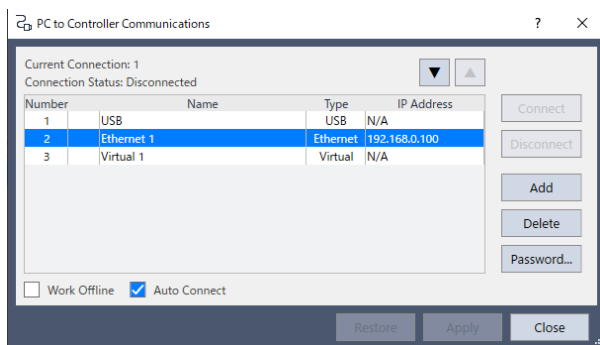 PC to Controller Communications
Current Connection: 1
Connection Status: Disconnected
Number Name Type IP Address
1 USB USB N/A
2 Ethernet 1 Ethernet 192.168.0.100
3 Virtual 1 Virtual N/A
Connect
Disconnect
Add
Delete
Password...
Work Offline Auto Connect
Restore Apply Close